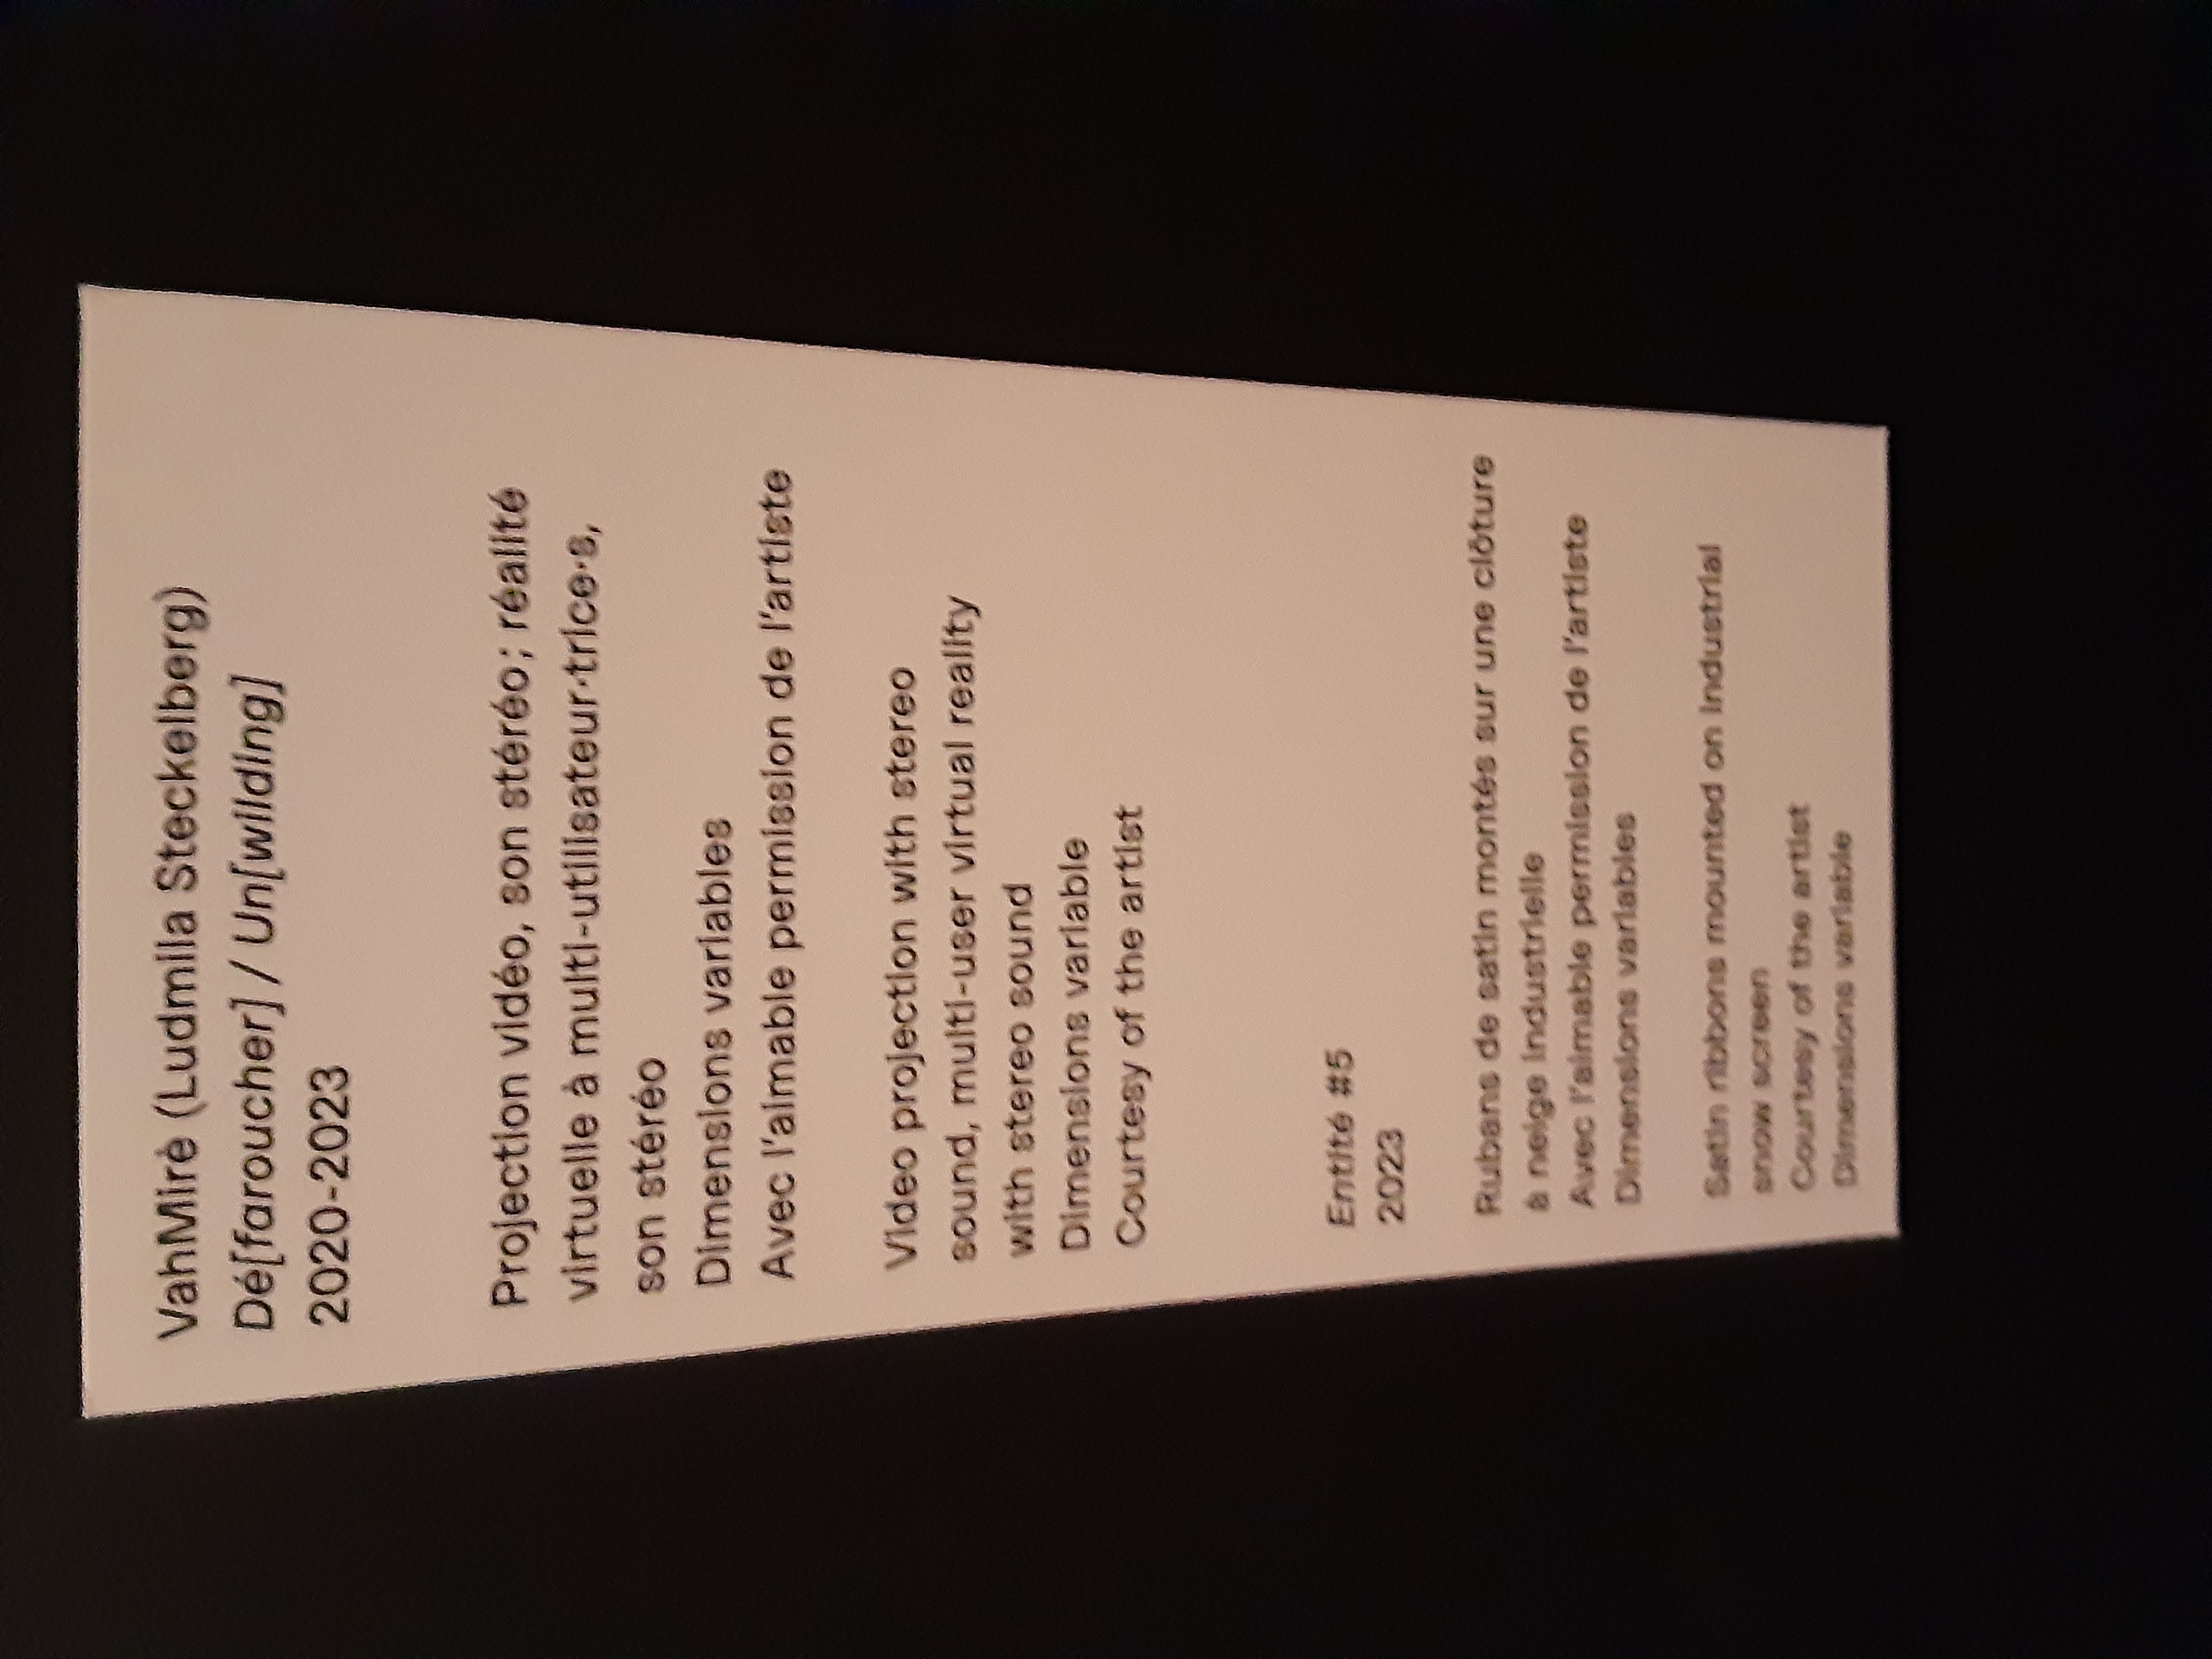 VahMirè (Ludmila Steckelberg)
Dé[faroucher] / Un[wilding]
2020-2023
Projection vidéo, son stéréo; réalité
virtuelle à multi-utilisateur·trice·s,
son stéréo
Dimensions variables
Avec l'aimable permission de l'artiste
Video projection with stereo
sound, multi-user virtual reality
with stereo sound
Dimensions variable
Courtesy of the artist
Entité #5
2023
Rubans de satin montés sur une clôture
à neige industrielle
Avec l'aimable permission de l'artiste
Dimensions variables
Satin ribbons mounted on industrial
snow screen
Courtesy of the artist
Dimensions variable